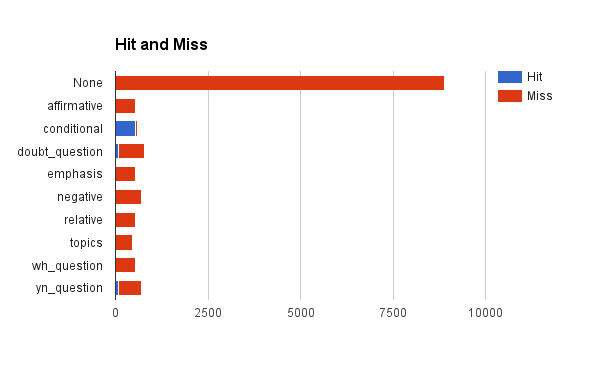 Hit and Miss
Hit
Miss
None
affirmative
conditional
doubt_question
emphasis
negative
relative
topics
wh_question
yn_question
0 2500 5000 7500 10000